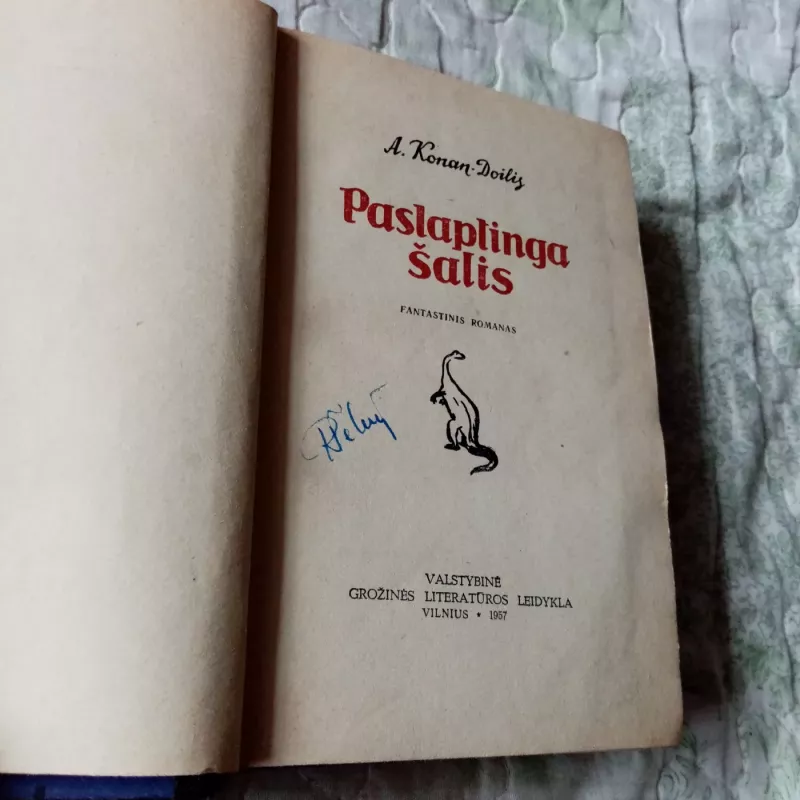 A. Konan-Doilis
Paslaptinga
šalis
FANTASTINIS ROMANAS
VALSTYBINĖ
GROŽINĖS LITERATŪROS LEIDYKLA
VILNIUS * 1957